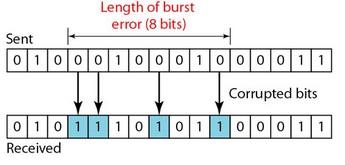 Length of burst
error (8 bits)
Sent
0 1 0 0 0 1 0 0 0 1 0 0 0 0 1 1
Corrupted bits
0 1 0 1 1 1 0 1 0 1 1 0 0 0 1 1
Received